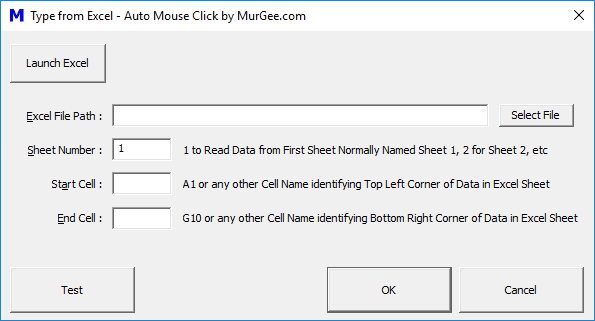 M Type from Excel - Auto Mouse Click by MurGee.com
Launch Excel
Excel File Path :
Select File
Sheet Number : 1 1 to Read Data from First Sheet Normally Named Sheet 1, 2 for Sheet 2, etc
Start Cell : A1 or any other Cell Name identifying Top Left Corner of Data in Excel Sheet
End Cell : G10 or any other Cell Name identifying Bottom Right Corner of Data in Excel Sheet
Test OK Cancel